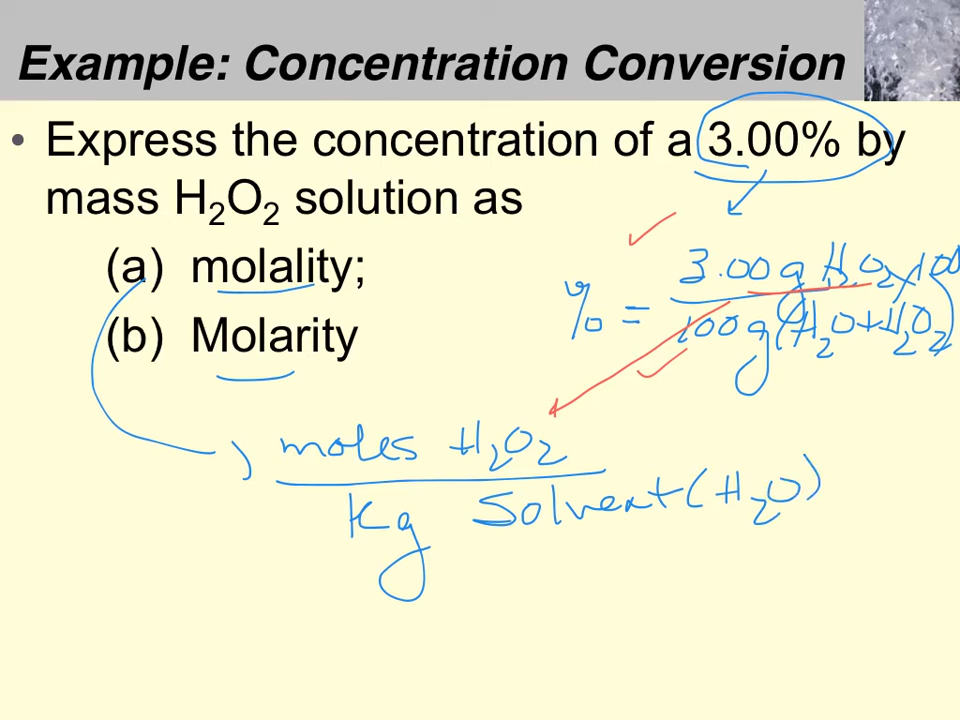 Example: Concentration Conversion
• Express the concentration of a 3.00% by
mass H₂O₂ solution as
(a) molality;
(b) Molarity
% = 3.00 g H₂O₂ × 100
100 g (H₂O + H₂O₂)
moles H₂O₂
Kg Solvent (H₂O)